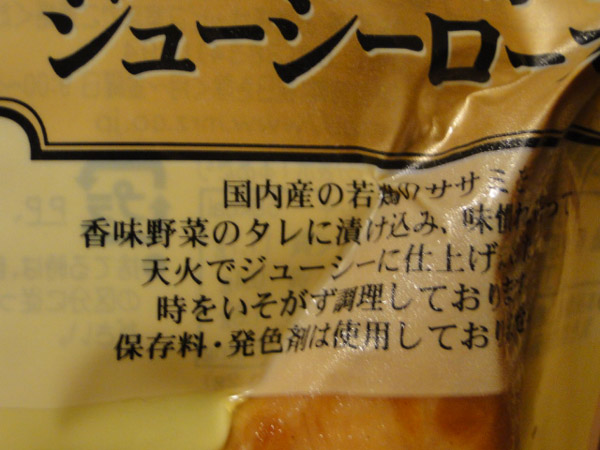 ジューシーロー
国内産の若鶏のササミを
香味野菜のタレに漬け込み、味
天火でジューシーに仕上げ
時をいそがず調理しております
保存料・発色剤は使用しており